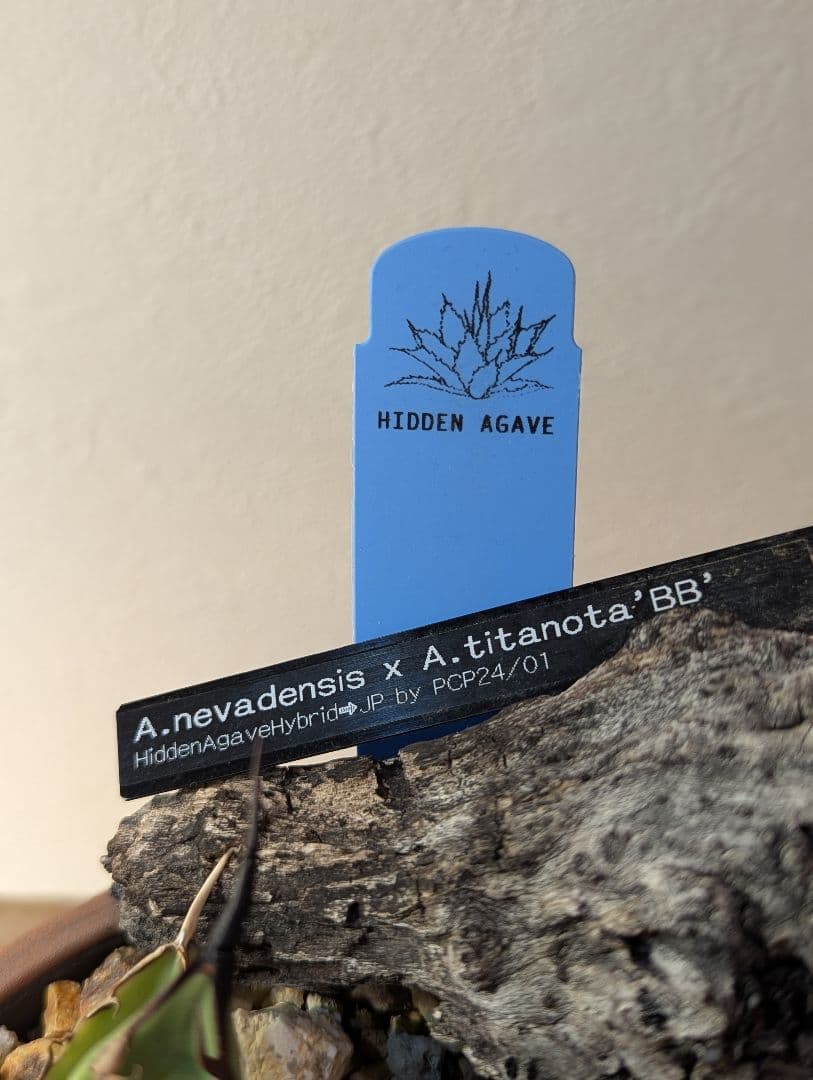 HIDDEN AGAVE
A.nevadensis x A.titanota'BB'
HiddenAgaveHybrid➡JP by PCP24/01